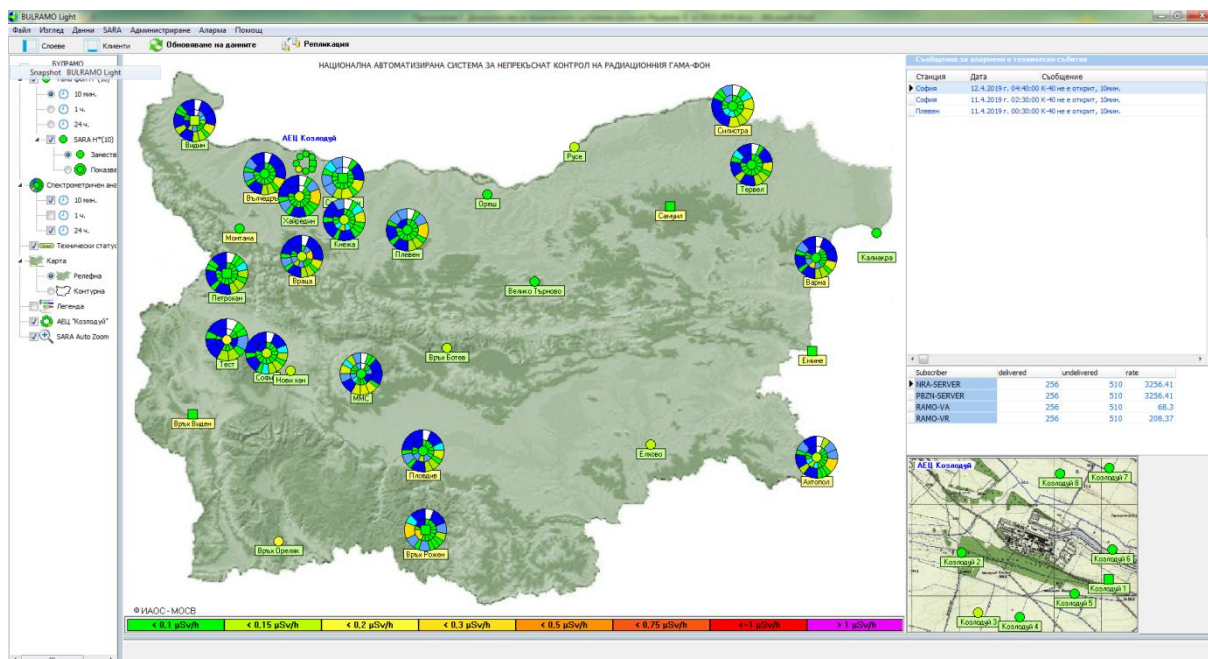 BULRAMO Light
Файл Изглед Данни SARA Администриране Аларма Помощ
Слоеве Клиенти Обновяване на данните Репликация
Snapshot BULRAMO Light
10 мин.
1 ч.
24 ч.
SARA H*(10)
Замества
Показва
Спектрометричен ана
10 мин.
1 ч.
24 ч.
Технически статус
Карта
Релефна
Контурна
Легенда
АЕЦ "Козлодуй"
SARA Auto Zoom
НАЦИОНАЛНА АВТОМАТИЗИРАНА СИСТЕМА ЗА НЕПРЕКЪСНАТ КОНТРОЛ НА РАДИАЦИОННИЯ ГАМА-ФОН
Видин
АЕЦ Козлодуй
Силистра
Русе
Вълчедръм
Тервел
Хайредин
Ореш
Самуил
Кнежа
Монтана
Плевен
Калиакра
Враца
Варна
Петрохан
Велико Търново
Тест
Връх Ботев
Емине
Нови хан
ММС
Връх Виден
Елхово
Пловдив
Ахтопол
Връх Ореляк
Връх Рожен
© ИАОС - МОСВ
< 0,1 µSv/h < 0,15 µSv/h < 0,2 µSv/h < 0,3 µSv/h < 0,5 µSv/h < 0,75 µSv/h <=1 µSv/h > 1 µSv/h
Съобщения за алармени и технически събития
Станция Дата Съобщение
София 12.4.2019 г. 04:40:00 K-40 не е открит, 10мин.
София 11.4.2019 г. 02:30:00 K-40 не е открит, 10мин.
Плевен 11.4.2019 г. 00:30:00 K-40 не е открит, 10мин.
Subscriber delivered undelivered rate
NRA-SERVER 256 510 3256.41
PBZN-SERVER 256 510 3256.41
RAMO-VA 256 510 68.3
RAMO-VR 256 510 208.37
АЕЦ Козлодуй
Козлодуй 8
Козлодуй 7
Козлодуй 2
Козлодуй 6
Козлодуй 1
Козлодуй 5
Козлодуй 3
Козлодуй 4